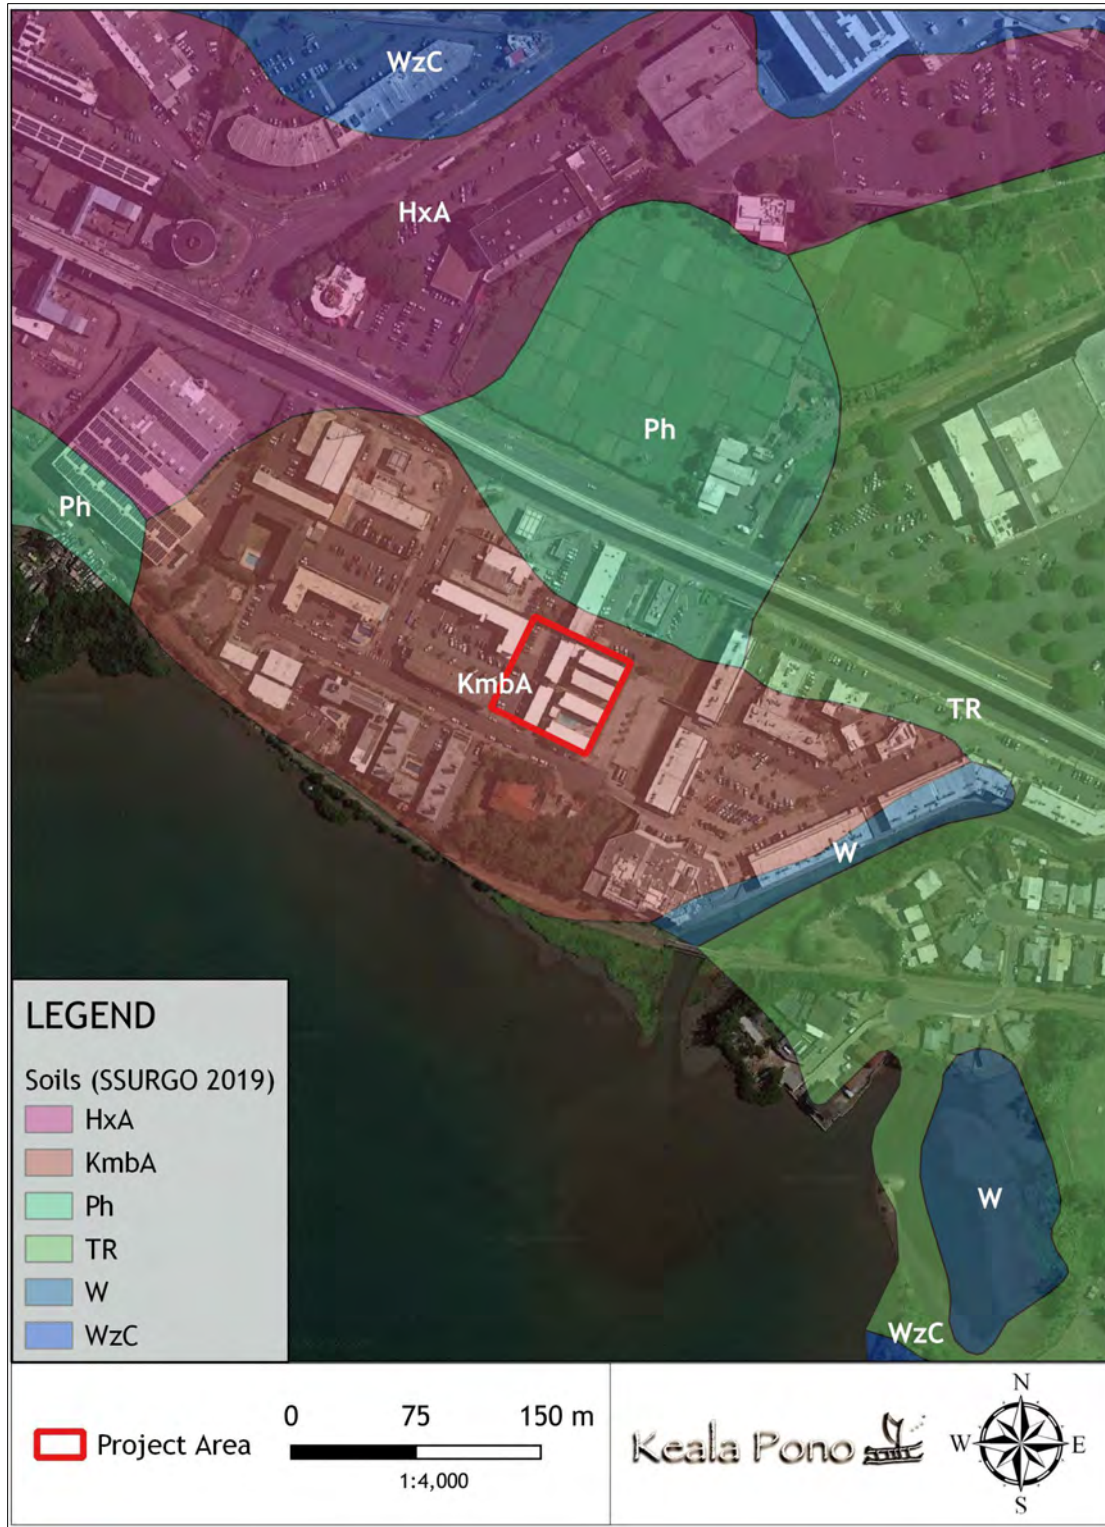 WzC
HxA
Ph
Ph
KmbA
TR
W
W
WzC
LEGEND
Soils (SSURGO 2019)
HxA
KmbA
Ph
TR
W
WzC
Project Area
0 75 150 m
1:4,000
Keala Pono
N
W E
S